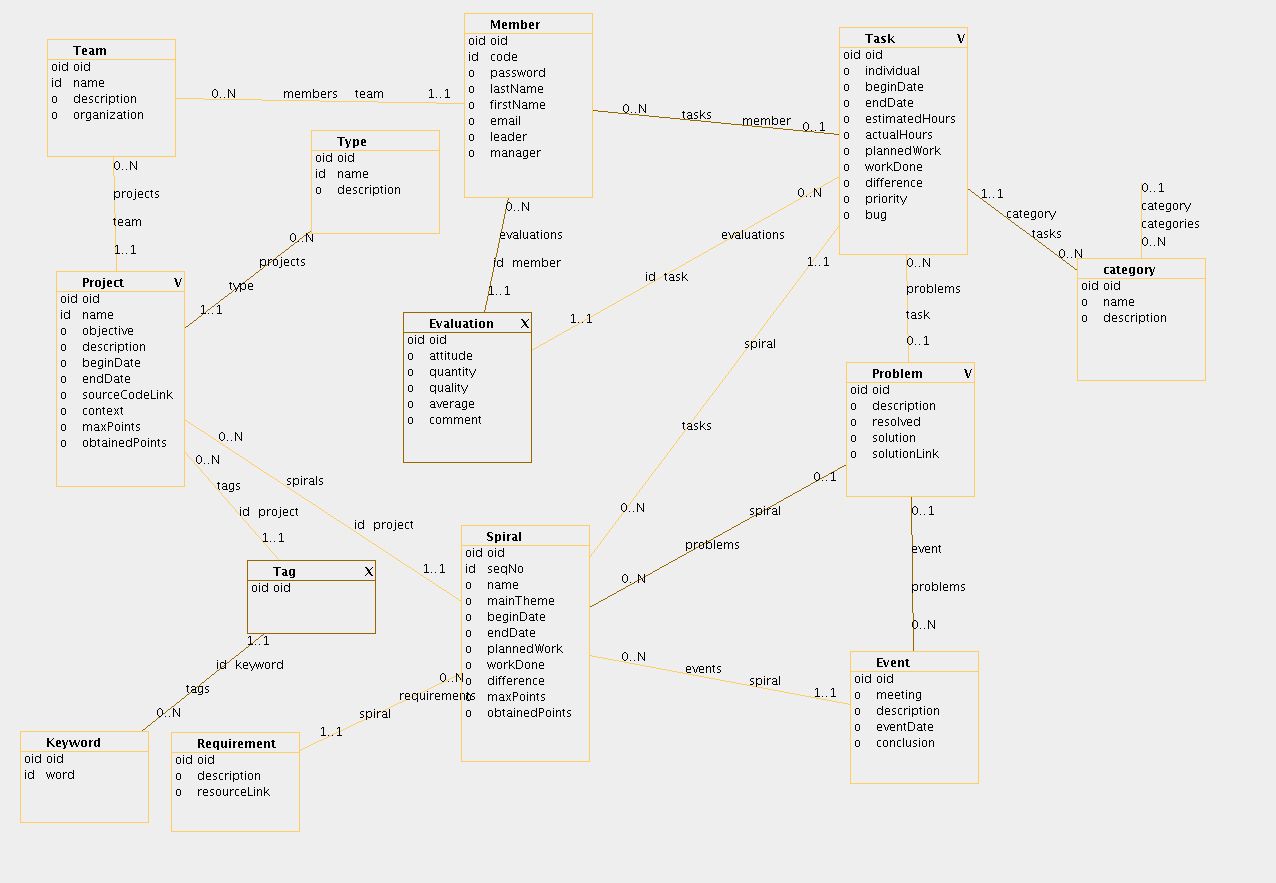 Team
oid oid
id name
o description
o organization
0..N members team 1..1
Member
oid oid
id code
o password
o lastName
o firstName
o email
o leader
o manager
0..N tasks member 0..1
Task V
oid oid
o individual
o beginDate
o endDate
o estimatedHours
o actualHours
o plannedWork
o workDone
o difference
o priority
o bug
Type
oid oid
id name
o description
0..N
projects
team
1..1
0..N
projects
type
1..1
0..N
evaluations
id member
1..1
0..N
evaluations
id task
1..1
1..1
category
tasks
0..N
0..1
category
categories
0..N
category
oid oid
o name
o description
Project V
oid oid
id name
o objective
o description
o beginDate
o endDate
o sourceCodeLink
o context
o maxPoints
o obtainedPoints
Evaluation X
oid oid
o attitude
o quantity
o quality
o average
o comment
1..1
spiral
tasks
0..N
0..N
problems
task
0..1
Problem V
oid oid
o description
o resolved
o solution
o solutionLink
0..N
spirals
id project
1..1
0..N
tags
id project
1..1
0..1
spiral
problems
0..N
0..1
event
problems
0..N
Tag X
oid oid
Spiral
oid oid
id seqNo
o name
o mainTheme
o beginDate
o endDate
o plannedWork
o workDone
o difference
o maxPoints
o obtainedPoints
1..1
id keyword
tags
0..N
0..N
requirements
spiral
1..1
0..N
events
spiral
1..1
Event
oid oid
o meeting
o description
o eventDate
o conclusion
Keyword
oid oid
id word
Requirement
oid oid
o description
o resourceLink